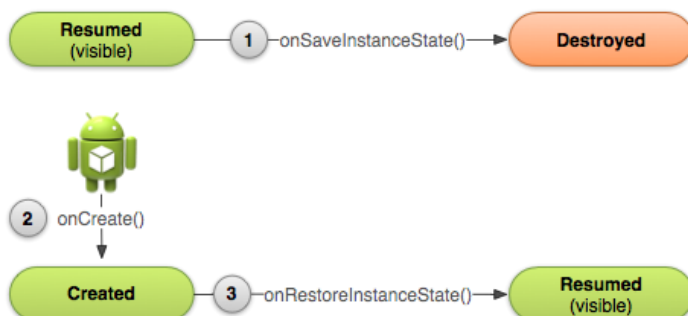 Resumed
(visible)
1
onSaveInstanceState()
Destroyed
2
onCreate()
Created
3
onRestoreInstanceState()
Resumed
(visible)